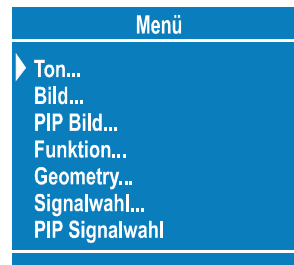 Menü
Ton...
Bild...
PIP Bild...
Funktion...
Geometry...
Signalwahl...
PIP Signalwahl